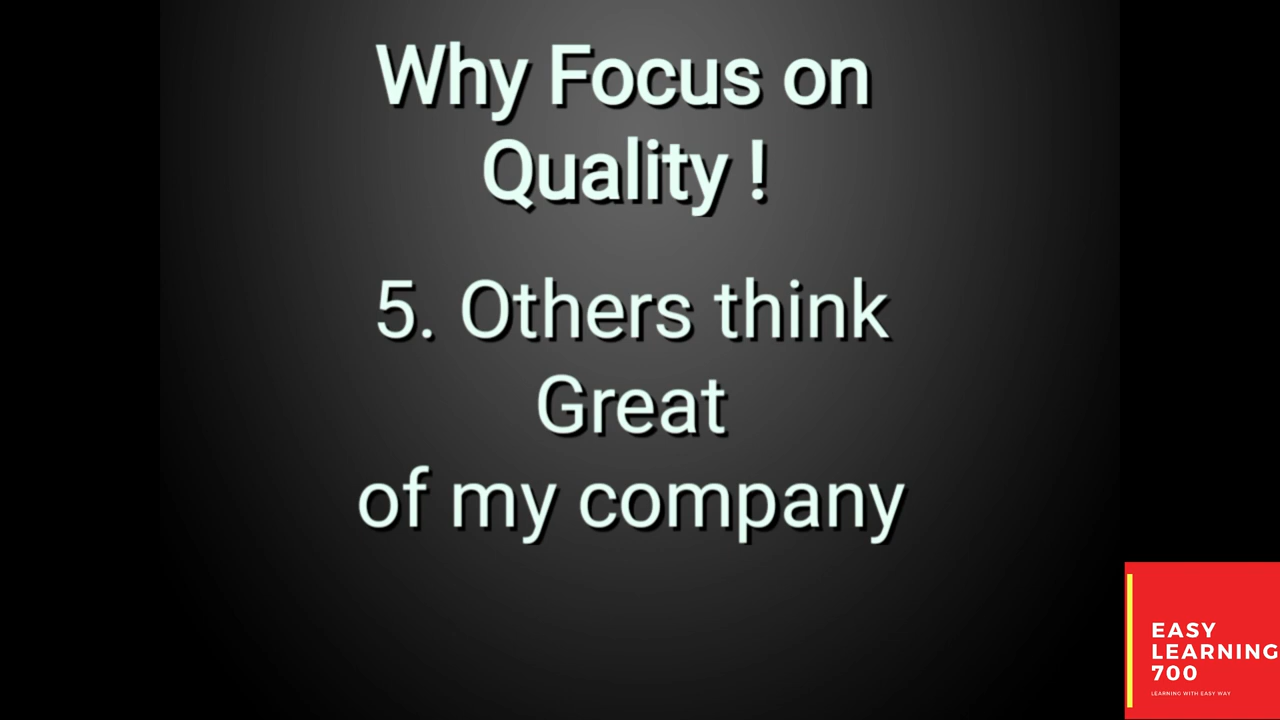 Why Focus on
Quality !
5. Others think
Great
of my company
EASY
LEARNING
700
LEARNING WITH EASY WAY